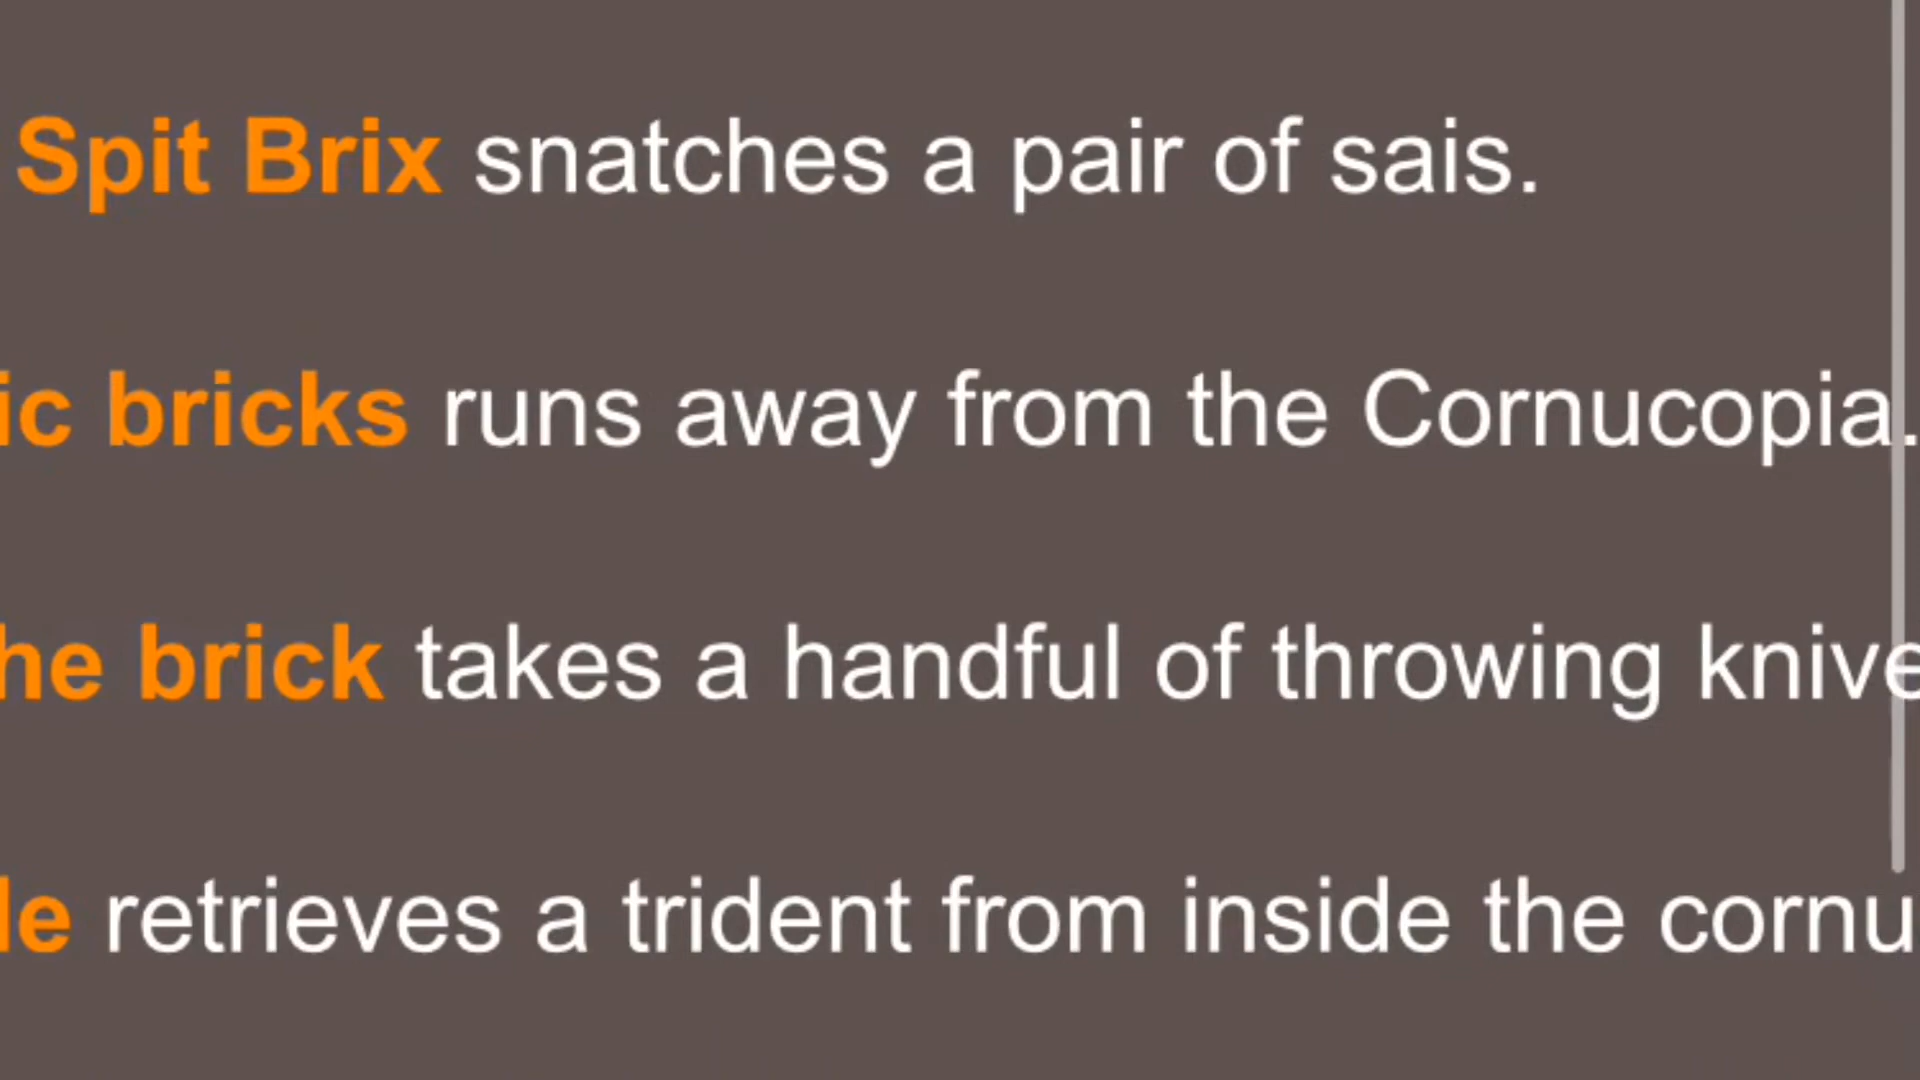 Spit Brix snatches a pair of sais.
ic bricks runs away from the Cornucopia.
he brick takes a handful of throwing knive
le retrieves a trident from inside the cornu